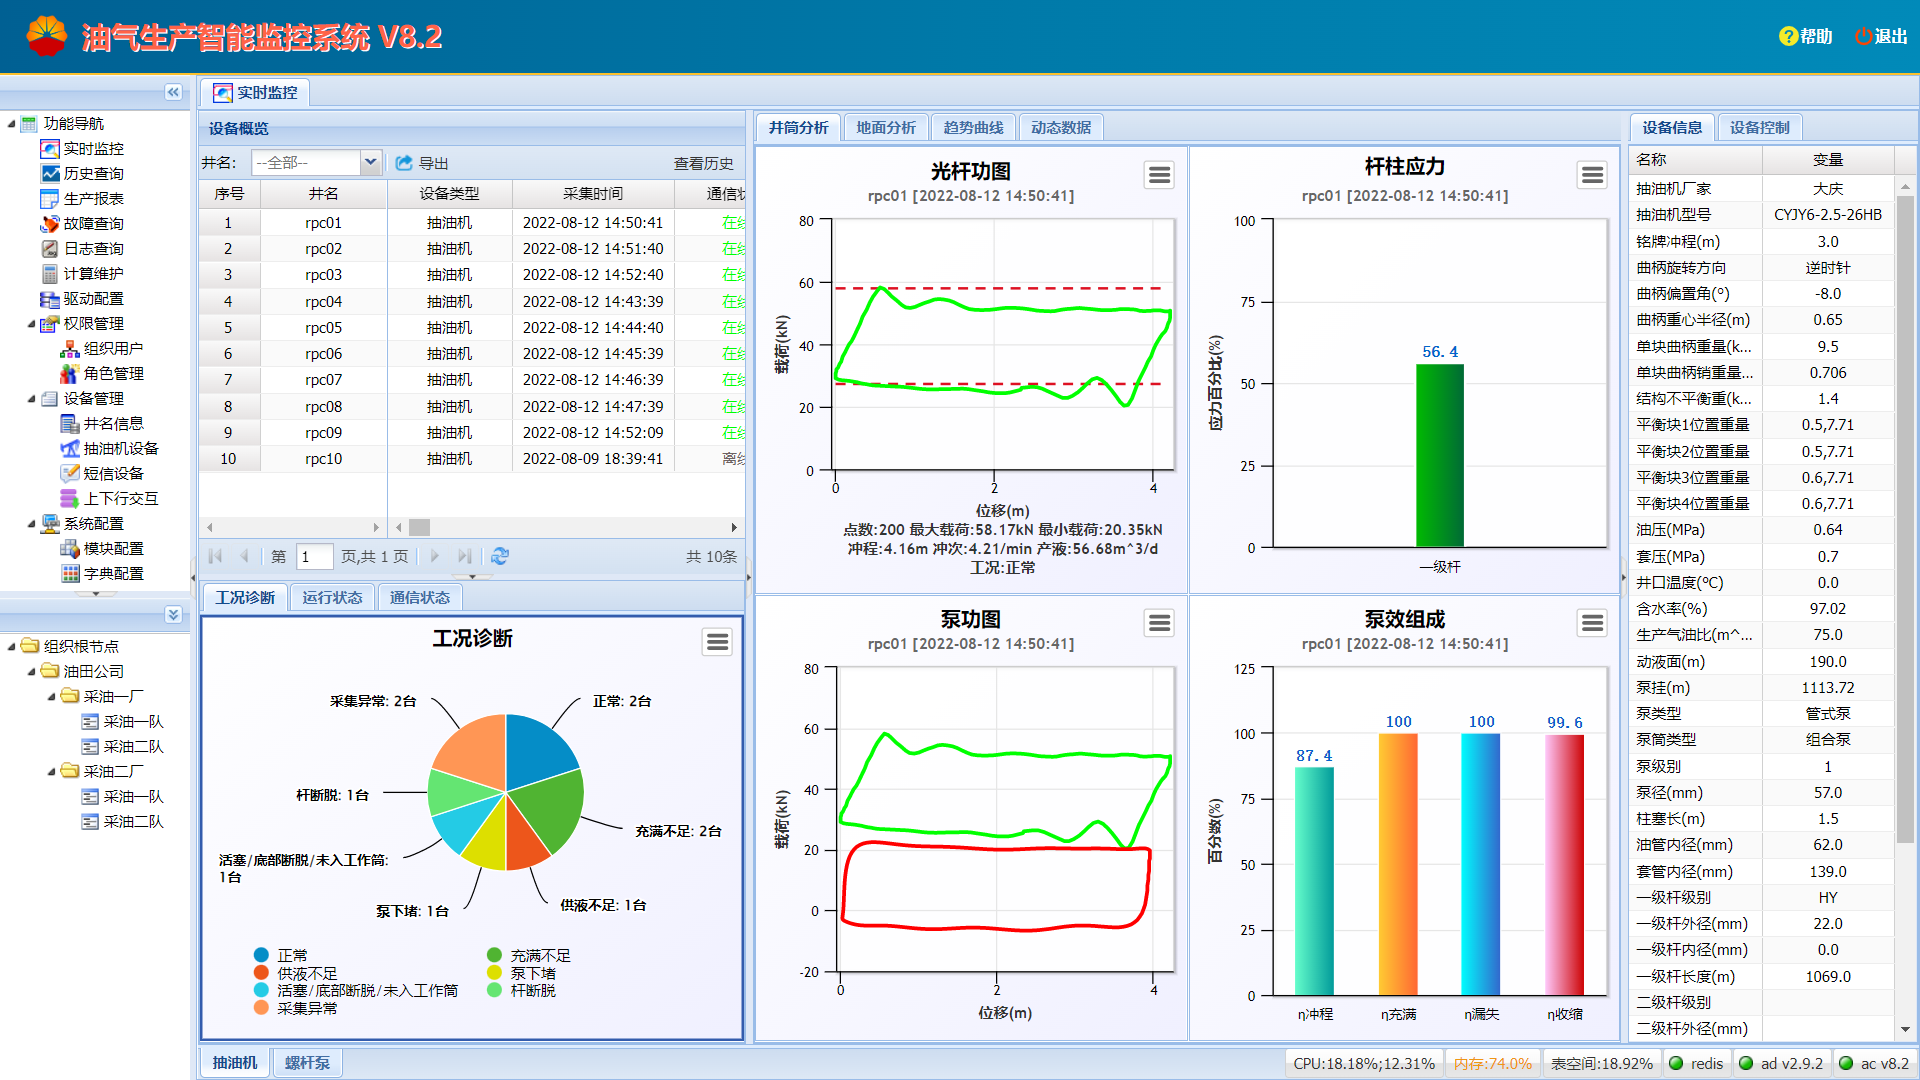 油气生产智能监控系统 V8.2
帮助
退出
功能导航
实时监控
历史查询
生产报表
故障查询
日志查询
计算维护
驱动配置
权限管理
组织用户
角色管理
设备管理
井名信息
抽油机设备
短信设备
上下行交互
系统配置
模块配置
字典配置
组织根节点
油田公司
采油一厂
采油一队
采油二队
采油二厂
采油一队
采油二队
实时监控
设备概览
井名: --全部-- 导出 查看历史
序号 井名 设备类型 采集时间 通信
1 rpc01 抽油机 2022-08-12 14:50:41 在
2 rpc02 抽油机 2022-08-12 14:51:40 在
3 rpc03 抽油机 2022-08-12 14:52:40 在
4 rpc04 抽油机 2022-08-12 14:43:39 在
5 rpc05 抽油机 2022-08-12 14:44:40 在
6 rpc06 抽油机 2022-08-12 14:45:39 在
7 rpc07 抽油机 2022-08-12 14:46:39 在
8 rpc08 抽油机 2022-08-12 14:47:39 在
9 rpc09 抽油机 2022-08-12 14:52:09 在
10 rpc10 抽油机 2022-08-09 18:39:41 离
第 1 页,共 1 页 共 10条
工况诊断 运行状态 通信状态
工况诊断
采集异常: 2台
正常: 2台
杆断脱: 1台
充满不足: 2台
活塞/底部断脱/未入工作筒:
1台
泵下堵: 1台
供液不足: 1台
正常
充满不足
供液不足
泵下堵
活塞/底部断脱/未入工作筒
杆断脱
采集异常
抽油机 螺杆泵
井筒分析 地面分析 趋势曲线 动态数据
光杆功图
rpc01 [2022-08-12 14:50:41]
载荷(kN)
80
60
40
20
0
0 2 4
位移(m)
点数:200 最大载荷:58.17kN 最小载荷:20.35kN
冲程:4.16m 冲次:4.21/min 产液:56.68m^3/d
工况:正常
杆柱应力
rpc01 [2022-08-12 14:50:41]
应力百分比(%)
100
75
50
25
0
56.4
一级杆
泵功图
rpc01 [2022-08-12 14:50:41]
载荷(kN)
80
60
40
20
0
-20
0 2 4
位移(m)
泵效组成
rpc01 [2022-08-12 14:50:41]
百分数(%)
125
100
75
50
25
0
87.4
100
100
99.6
η冲程 η充满 η漏失 η收缩
设备信息 设备控制
名称 变量
抽油机厂家 大庆
抽油机型号 CYJY6-2.5-26HB
铭牌冲程(m) 3.0
曲柄旋转方向 逆时针
曲柄偏置角(°) -8.0
曲柄重心半径(m) 0.65
单块曲柄重量(k... 9.5
单块曲柄销重量... 0.706
结构不平衡重(k... 1.4
平衡块1位置重量 0.5,7.71
平衡块2位置重量 0.5,7.71
平衡块3位置重量 0.6,7.71
平衡块4位置重量 0.6,7.71
油压(MPa) 0.64
套压(MPa) 0.7
井口温度(℃) 0.0
含水率(%) 97.02
生产气油比(m^... 75.0
动液面(m) 190.0
泵挂(m) 1113.72
泵类型 管式泵
泵筒类型 组合泵
泵级别 1
泵径(mm) 57.0
柱塞长(m) 1.5
油管内径(mm) 62.0
套管内径(mm) 139.0
一级杆级别 HY
一级杆外径(mm) 22.0
一级杆内径(mm) 0.0
一级杆长度(m) 1069.0
二级杆级别
二级杆外径(mm)
CPU:18.18%;12.31% 内存:74.0% 表空间:18.92% redis ad v2.9.2 ac v8.2